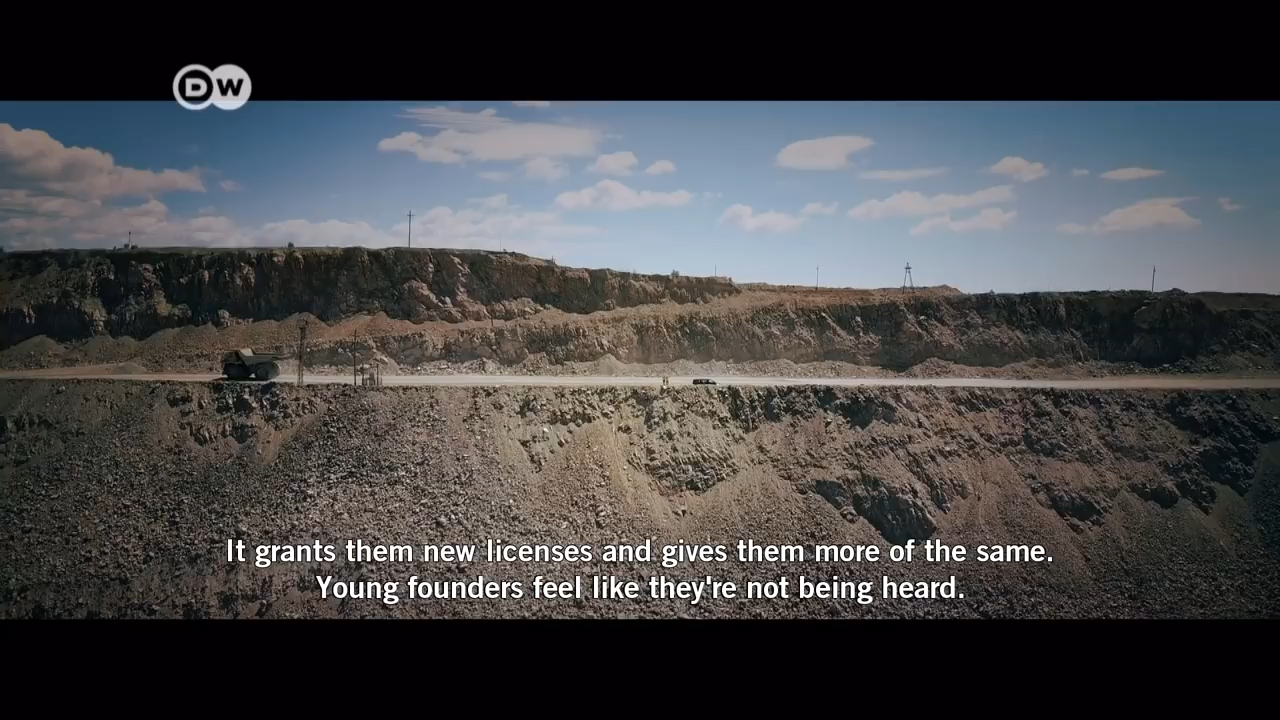 DW
It grants them new licenses and gives them more of the same.
Young founders feel like they're not being heard.